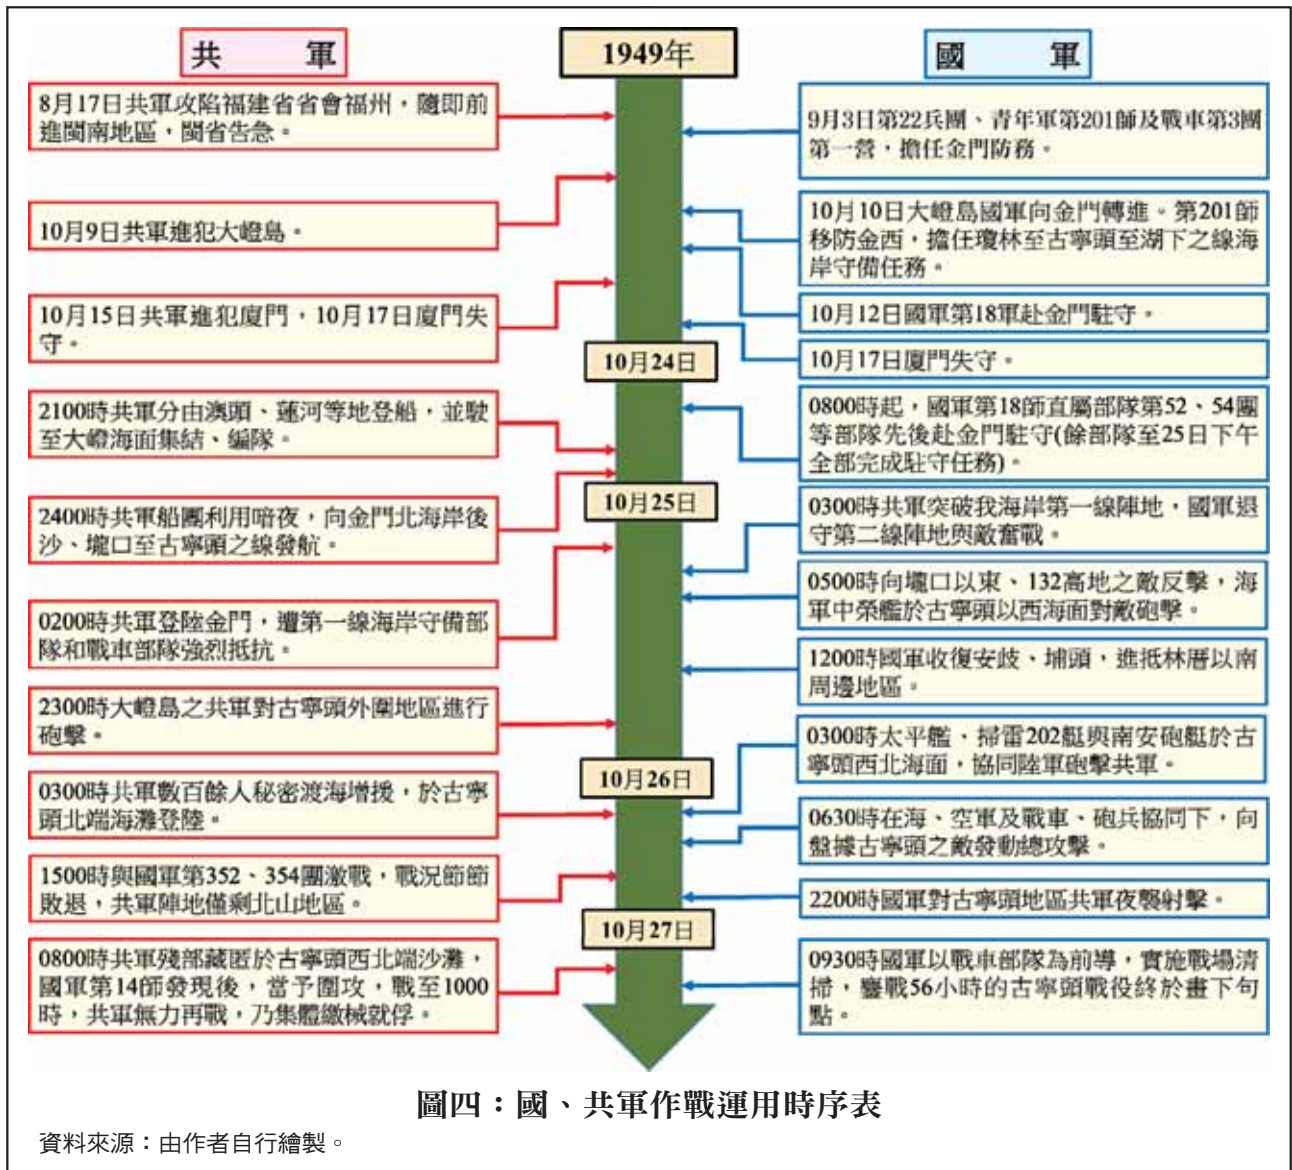 共 軍
1949年
國 軍
8月17日共軍攻陷福建省省會福州，隨即前
進閩南地區，閩省告急。
10月9日共軍進犯大嶝島。
10月15日共軍進犯廈門，10月17日廈門失
守。
2100時共軍分由澳頭、蓮河等地登船，並駛
至大嶝海面集結、編隊。
2400時共軍船團利用暗夜，向金門北海岸後
沙、壠口至古寧頭之線發航。
0200時共軍登陸金門，遭第一線海岸守備部
隊和戰車部隊強烈抵抗。
2300時大嶝島之共軍對古寧頭外圍地區進行
砲擊。
0300時共軍數百餘人秘密渡海增援，於古寧
頭北端海灘登陸。
1500時與國軍第352、354團激戰，戰況節節
敗退，共軍陣地僅剩北山地區。
0800時共軍殘部藏匿於古寧頭西北端沙灘，
國軍第14師發現後，當予圍攻，戰至1000
時，共軍無力再戰，乃集體繳械就俘。
10月24日
10月25日
10月26日
10月27日
9月3日第22兵團、青年軍第201師及戰車第3團
第一營，擔任金門防務。
10月10日大嶝島國軍向金門轉進。第201師
移防金西，擔任瓊林至古寧頭至湖下之線海
岸守備任務。
10月12日國軍第18軍赴金門駐守。
10月17日廈門失守。
0800時起，國軍第18師直屬部隊第52、54團
等部隊先後赴金門駐守(餘部隊至25日下午
全部完成駐守任務)。
0300時共軍突破我海岸第一線陣地，國軍退
守第二線陣地與敵奮戰。
0500時向壠口以東、132高地之敵反擊，海
軍中榮艦於古寧頭以西海面對敵砲擊。
1200時國軍收復安歧、埔頭，進抵林厝以南
周邊地區。
0300時太平艦、掃雷202艇與南安砲艇於古
寧頭西北海面，協同陸軍砲擊共軍。
0630時在海、空軍及戰車、砲兵協同下，向
盤據古寧頭之敵發動總攻擊。
2200時國軍對古寧頭地區共軍夜襲射擊。
0930時國軍以戰車部隊為前導，實施戰場清
掃，鏖戰56小時的古寧頭戰役終於畫下句
點。
圖四：國、共軍作戰運用時序表
資料來源：由作者自行繪製。